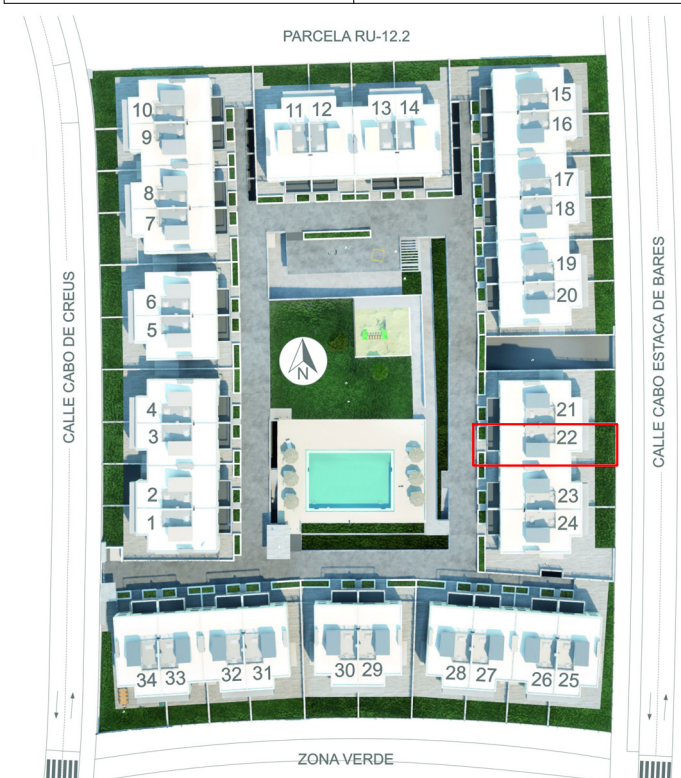 PARCELA RU-12.2
CALLE CABO DE CREUS
CALLE CABO ESTACA DE BARES
10
9
8
7
6
5
4
3
2
1
11 12 13 14
15
16
17
18
19
20
21
22
23
24
N
34 33 32 31 30 29 28 27 26 25
ZONA VERDE